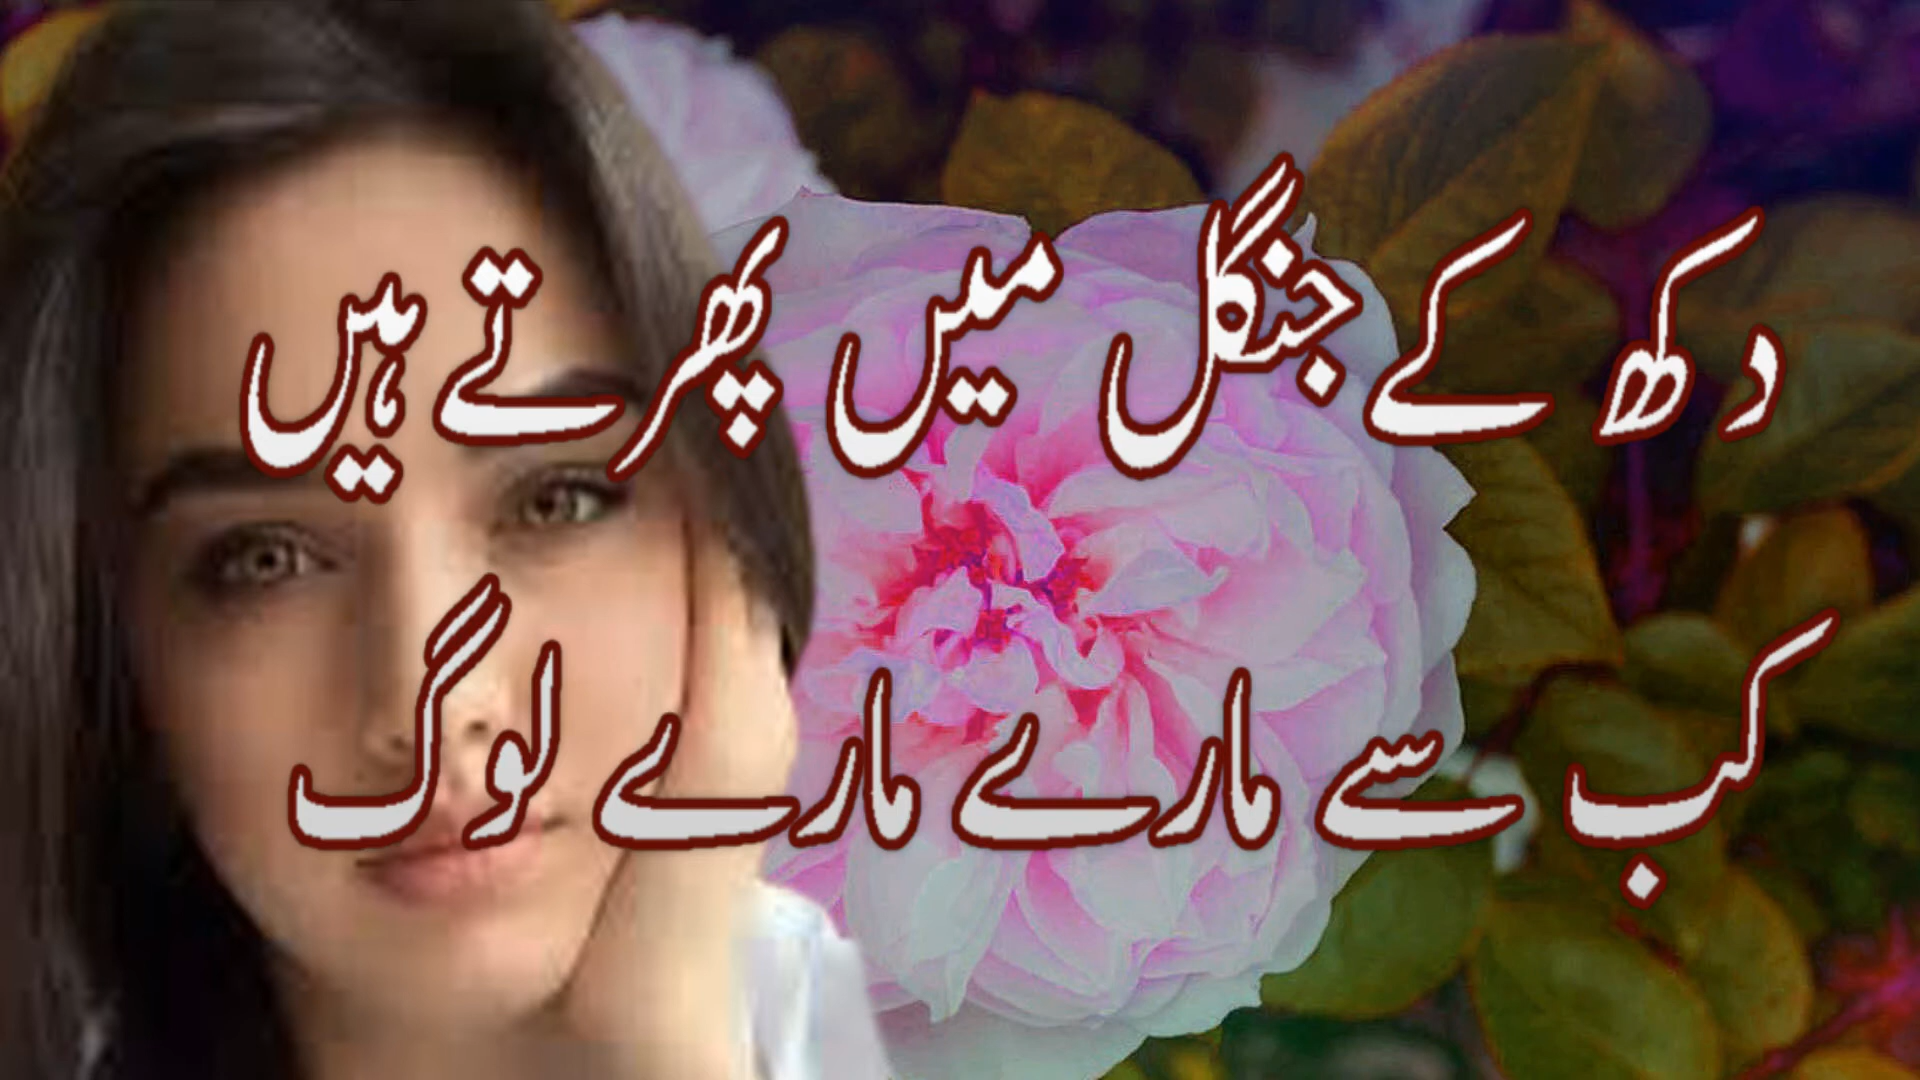 دکھ کے جنگل میں پھرتے ہیں
کب سے مارے مارے لوگ